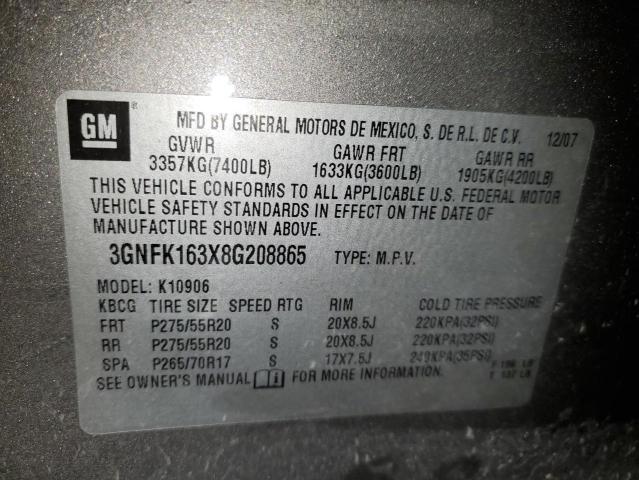 GM ® MFD BY GENERAL MOTORS DE MEXICO, S. DE R.L. DE C.V. 12/07
GVWR GAWR FRT GAWR RR
3357KG(7400LB) 1633KG(3600LB) 1905KG(4200LB)
THIS VEHICLE CONFORMS TO ALL APPLICABLE U.S. FEDERAL MOTOR
VEHICLE SAFETY STANDARDS IN EFFECT ON THE DATE OF
MANUFACTURE SHOWN ABOVE.
3GNFK163X8G208865 TYPE: M.P.V.
MODEL: K10906
KBCG TIRE SIZE SPEED RTG RIM COLD TIRE PRESSURE
FRT P275/55R20 S 20X8.5J 220KPA(32PSI)
RR P275/55R20 S 20X8.5J 220KPA(32PSI)
SPA P265/70R17 S 17X7.5J 240KPA(35PSI)
SEE OWNER'S MANUAL FOR MORE INFORMATION.